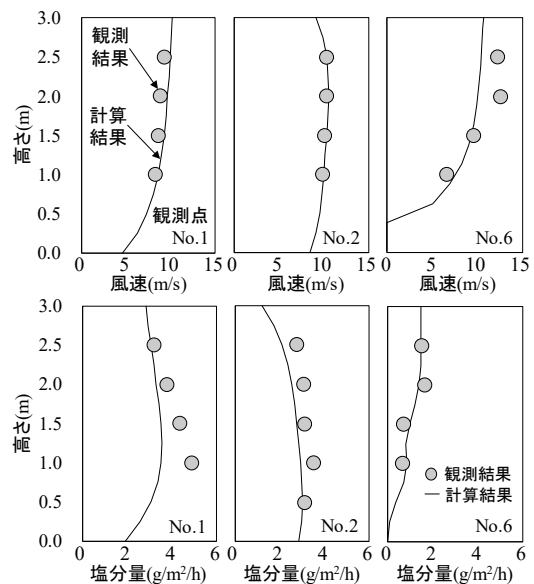 3.0
2.5
2.0
1.5
1.0
0.5
0.0
高さ(m)
観測
結果
計算
結果
観測点
No.1
No.2
No.6
0 5 10 15
0 5 10 15
0 5 10 15
風速(m/s)
風速(m/s)
風速(m/s)
3.0
2.5
2.0
1.5
1.0
0.5
0.0
高さ(m)
観測結果
計算結果
No.1
No.2
No.6
0 2 4 6
0 2 4 6
0 2 4 6
塩分量(g/m²/h)
塩分量(g/m²/h)
塩分量(g/m²/h)